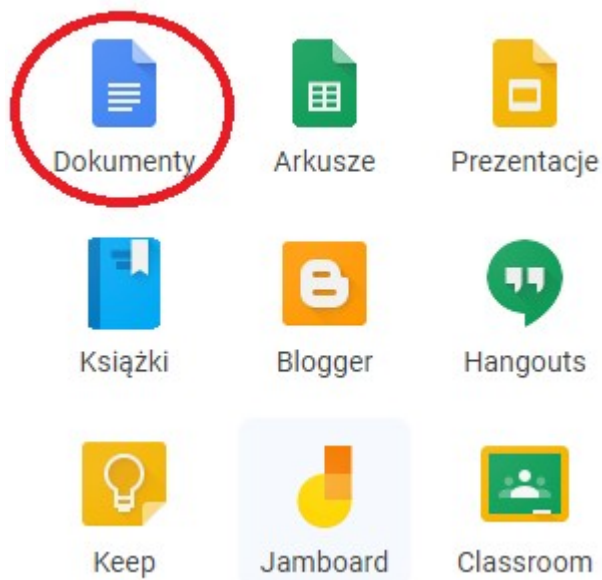 Dokumenty Arkusze Prezentacje
Książki Blogger Hangouts
Keep Jamboard Classroom